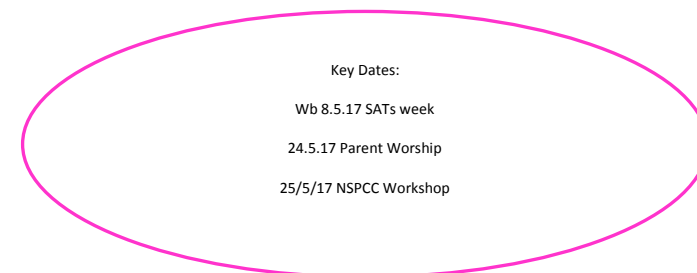 Key Dates:
Wb 8.5.17 SATs week
24.5.17 Parent Worship
25/5/17 NSPCC Workshop